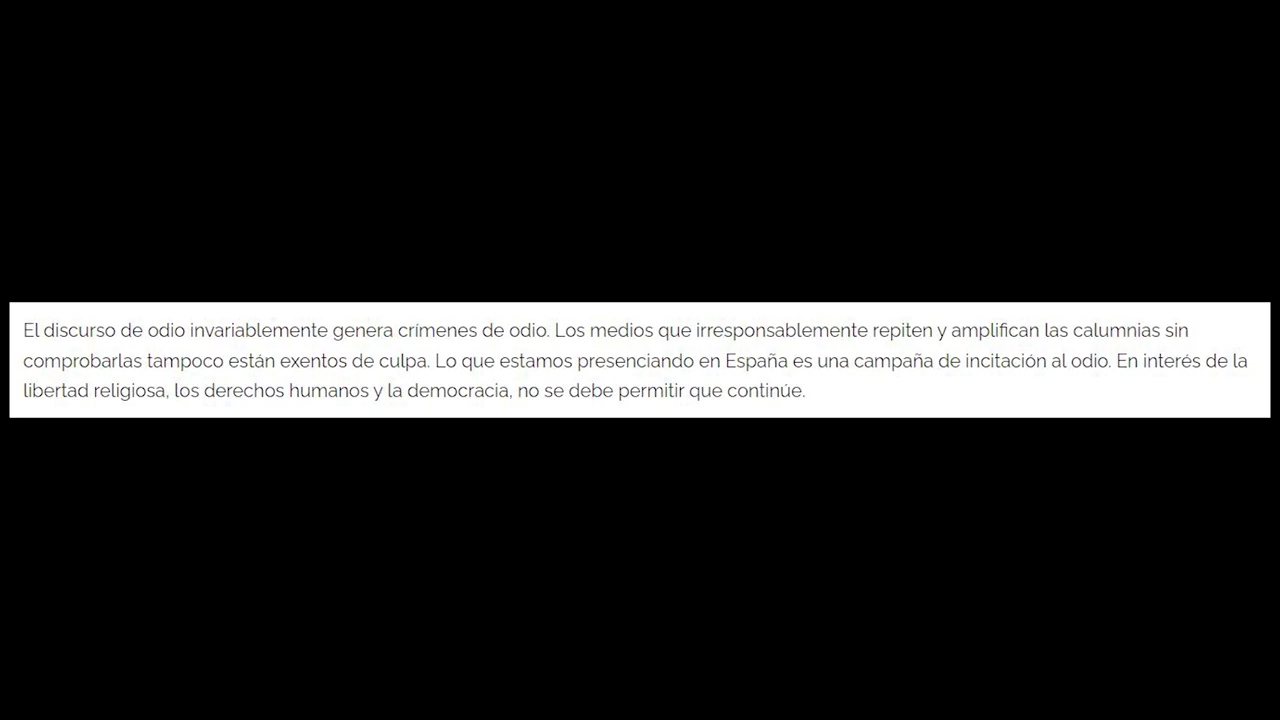 El discurso de odio invariablemente genera crímenes de odio. Los medios que irresponsablemente repiten y amplifican las calumnias sin
comprobarlas tampoco están exentos de culpa. Lo que estamos presenciando en España es una campaña de incitación al odio. En interés de la
libertad religiosa, los derechos humanos y la democracia, no se debe permitir que continúe.